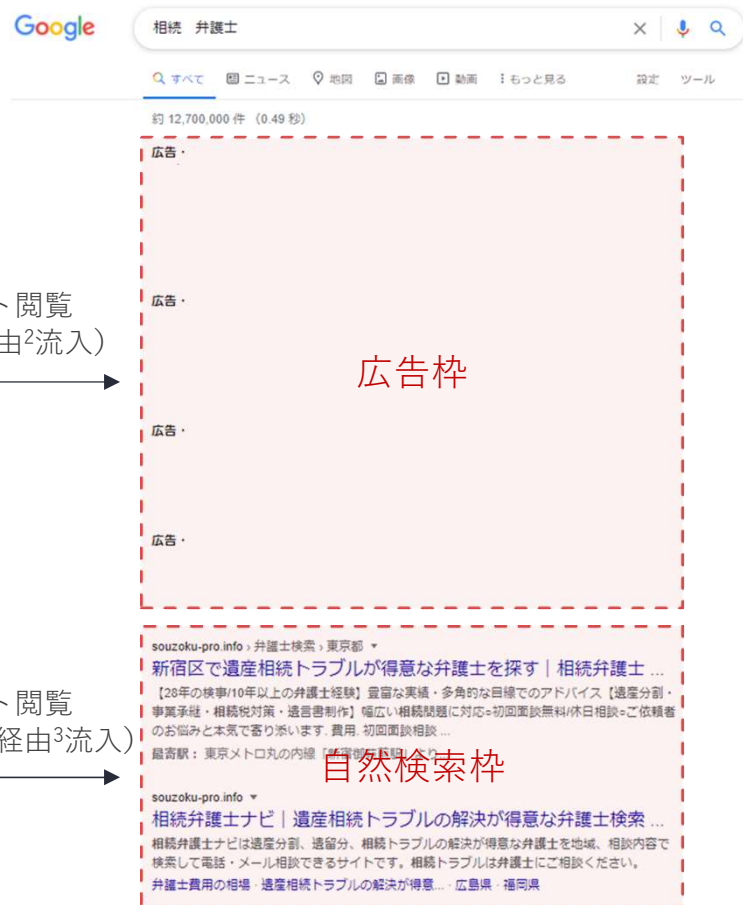 Google
相続 弁護士
すべて ニュース 地図 画像 動画 もっと見る 設定 ツール
約 12,700,000 件 （0.49 秒）
広告・
広告・
ト閲覧
由²流入）
広告枠
広告・
広告・
souzoku-pro.info › 弁護士検索 › 東京都
新宿区で遺産相続トラブルが得意な弁護士を探す｜相続弁護士 ...
【28年の検事/10年以上の弁護士経験】豊富な実績・多角的な目線でのアドバイス【遺産分割・
事業承継・相続税対策・遺言書制作】幅広い相続問題に対応◦初回面談無料/休日相談◦ご依頼者
のお悩みと本気で寄り添います. 費用. 初回面談相談 ...
ト閲覧
経由³流入）
最寄駅： 東京メトロ丸の内線「新宿御苑前駅」より
自然検索枠
souzoku-pro.info
相続弁護士ナビ｜遺産相続トラブルの解決が得意な弁護士検索 ...
相続弁護士ナビは遺産分割、遺留分、相続トラブルの解決が得意な弁護士を地域、相談内容で
検索して電話・メール相談できるサイトです。相続トラブルは弁護士にご相談ください。
弁護士費用の相場 · 遺産相続トラブルの解決が得意... · 広島県 · 福岡県